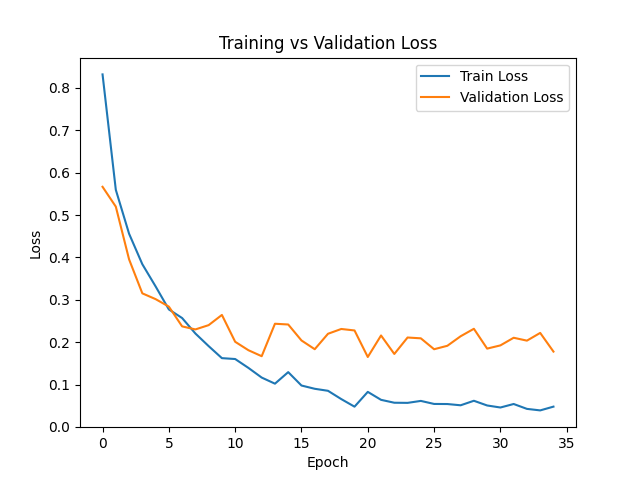 Training vs Validation Loss
Train Loss
Validation Loss
Loss
0.8
0.7
0.6
0.5
0.4
0.3
0.2
0.1
0.0
0 5 10 15 20 25 30 35
Epoch